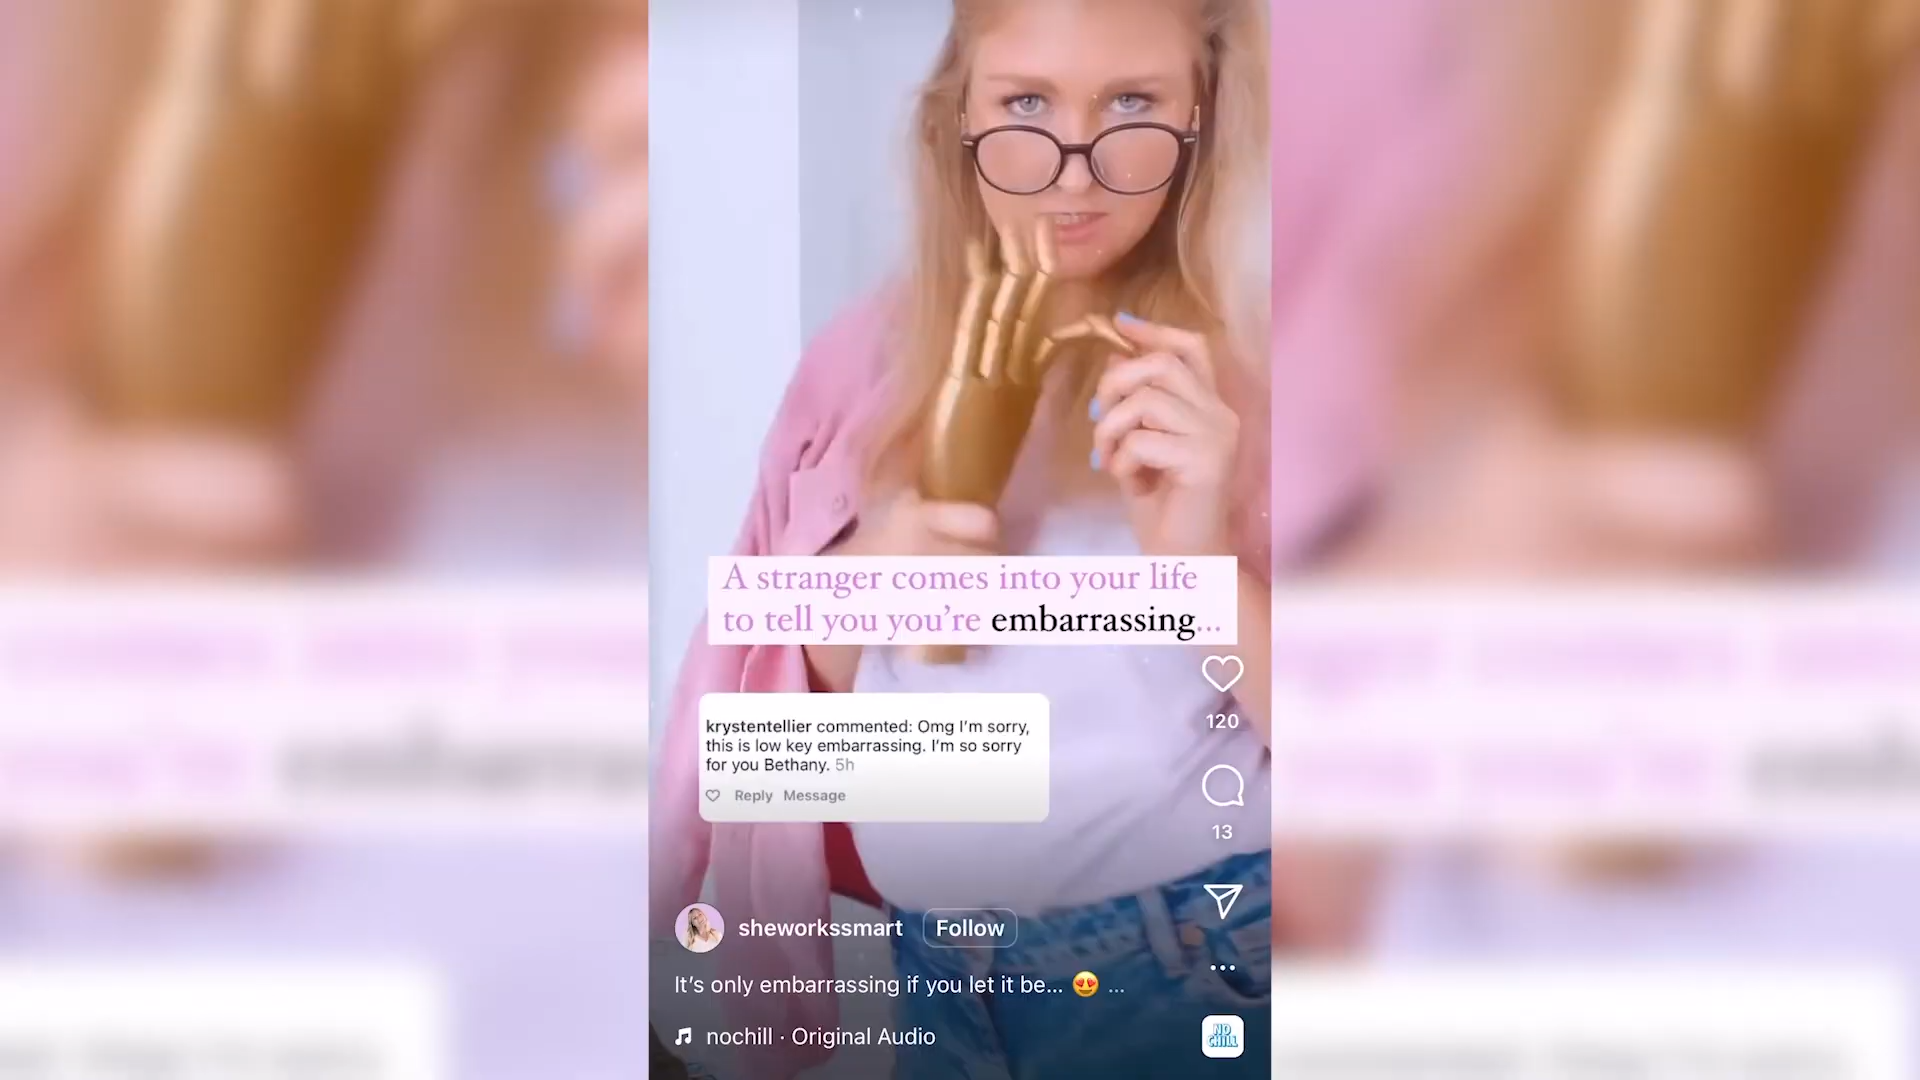 A stranger comes into your life
to tell you you're embarrassing...
120
krystentellier commented: Omg I'm sorry,
this is low key embarrassing. I'm so sorry
for you Bethany. 5h
Reply Message
13
sheworkssmart Follow
It's only embarrassing if you let it be... 😍 ...
nochill · Original Audio
NO
CHILL